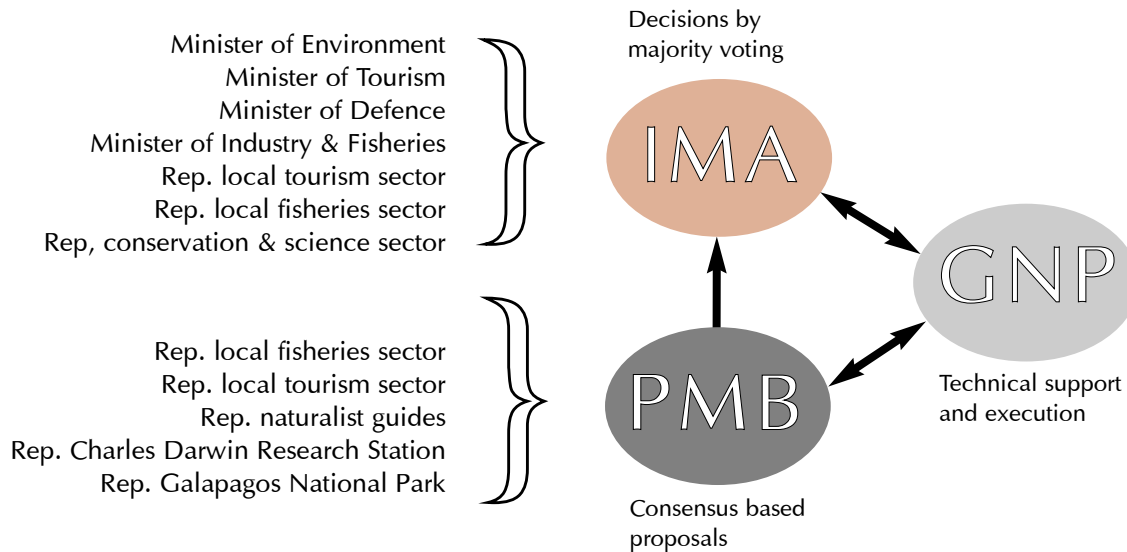 Minister of Environment
Minister of Tourism
Minister of Defence
Minister of Industry & Fisheries
Rep. local tourism sector
Rep. local fisheries sector
Rep, conservation & science sector
Decisions by
majority voting
IMA
GNP
Technical support
and execution
Rep. local fisheries sector
Rep. local tourism sector
Rep. naturalist guides
Rep. Charles Darwin Research Station
Rep. Galapagos National Park
PMB
Consensus based
proposals